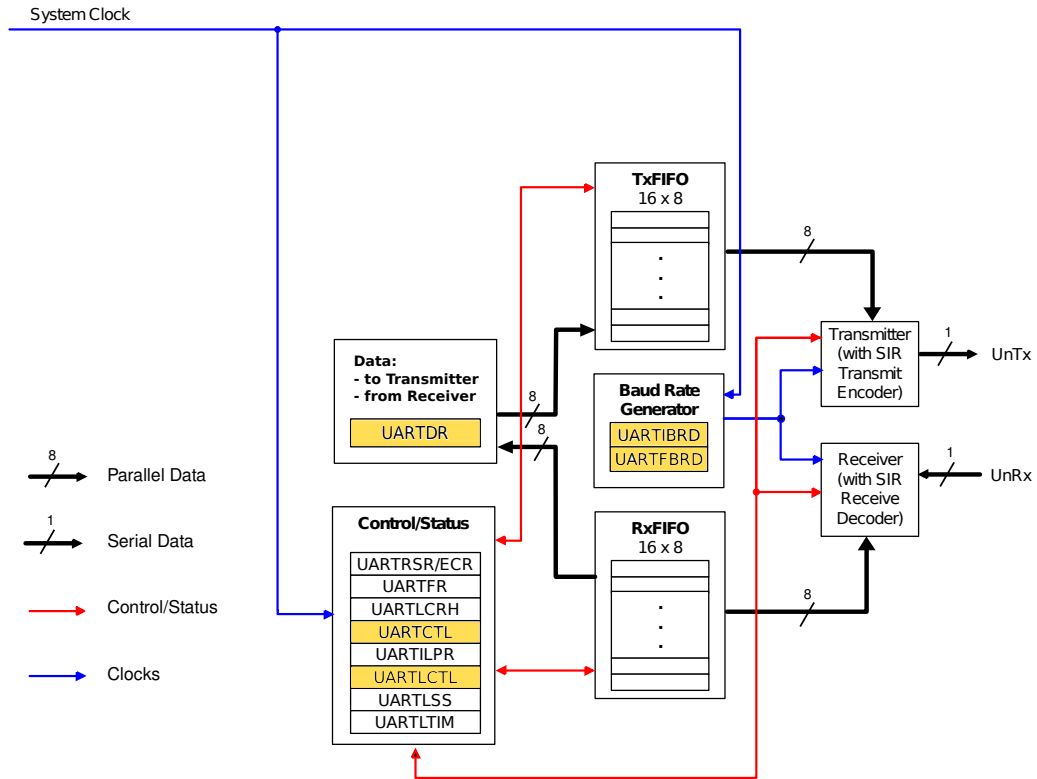 System Clock
TxFIFO
16 x 8
8
Transmitter
(with SIR
Transmit
Encoder)
1
UnTx
Data:
- to Transmitter
- from Receiver
UARTDR
8
8
Baud Rate
Generator
UARTIBRD
UARTFBRD
Receiver
(with SIR
Receive
Decoder)
1
UnRx
8
Parallel Data
1
Serial Data
Control/Status
Clocks
Control/Status
UARTRSR/ECR
UARTFR
UARTLCRH
UARTCTL
UARTILPR
UARTLCTL
UARTLSS
UARTLTIM
RxFIFO
16 x 8
8